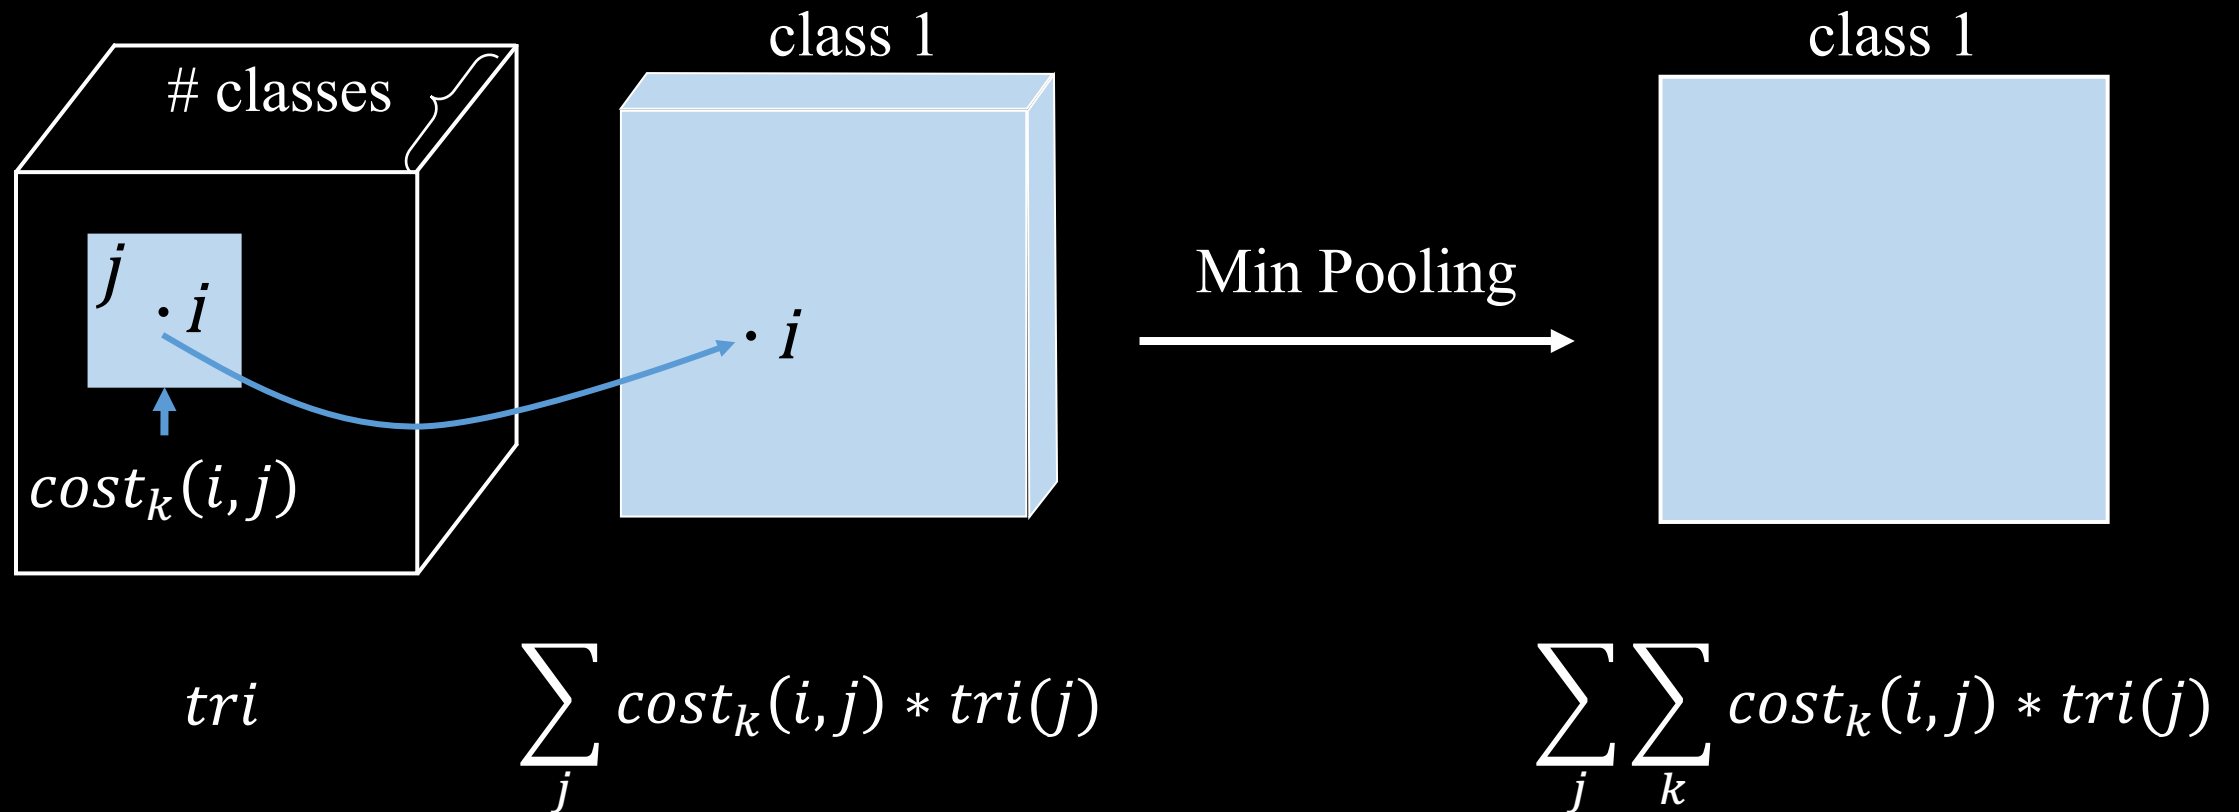 class 1
class 1
# classes
j
· i
cost_k(i, j)
· i
Min Pooling
tri
∑_j cost_k(i, j) * tri(j)
∑_j ∑_k cost_k(i, j) * tri(j)